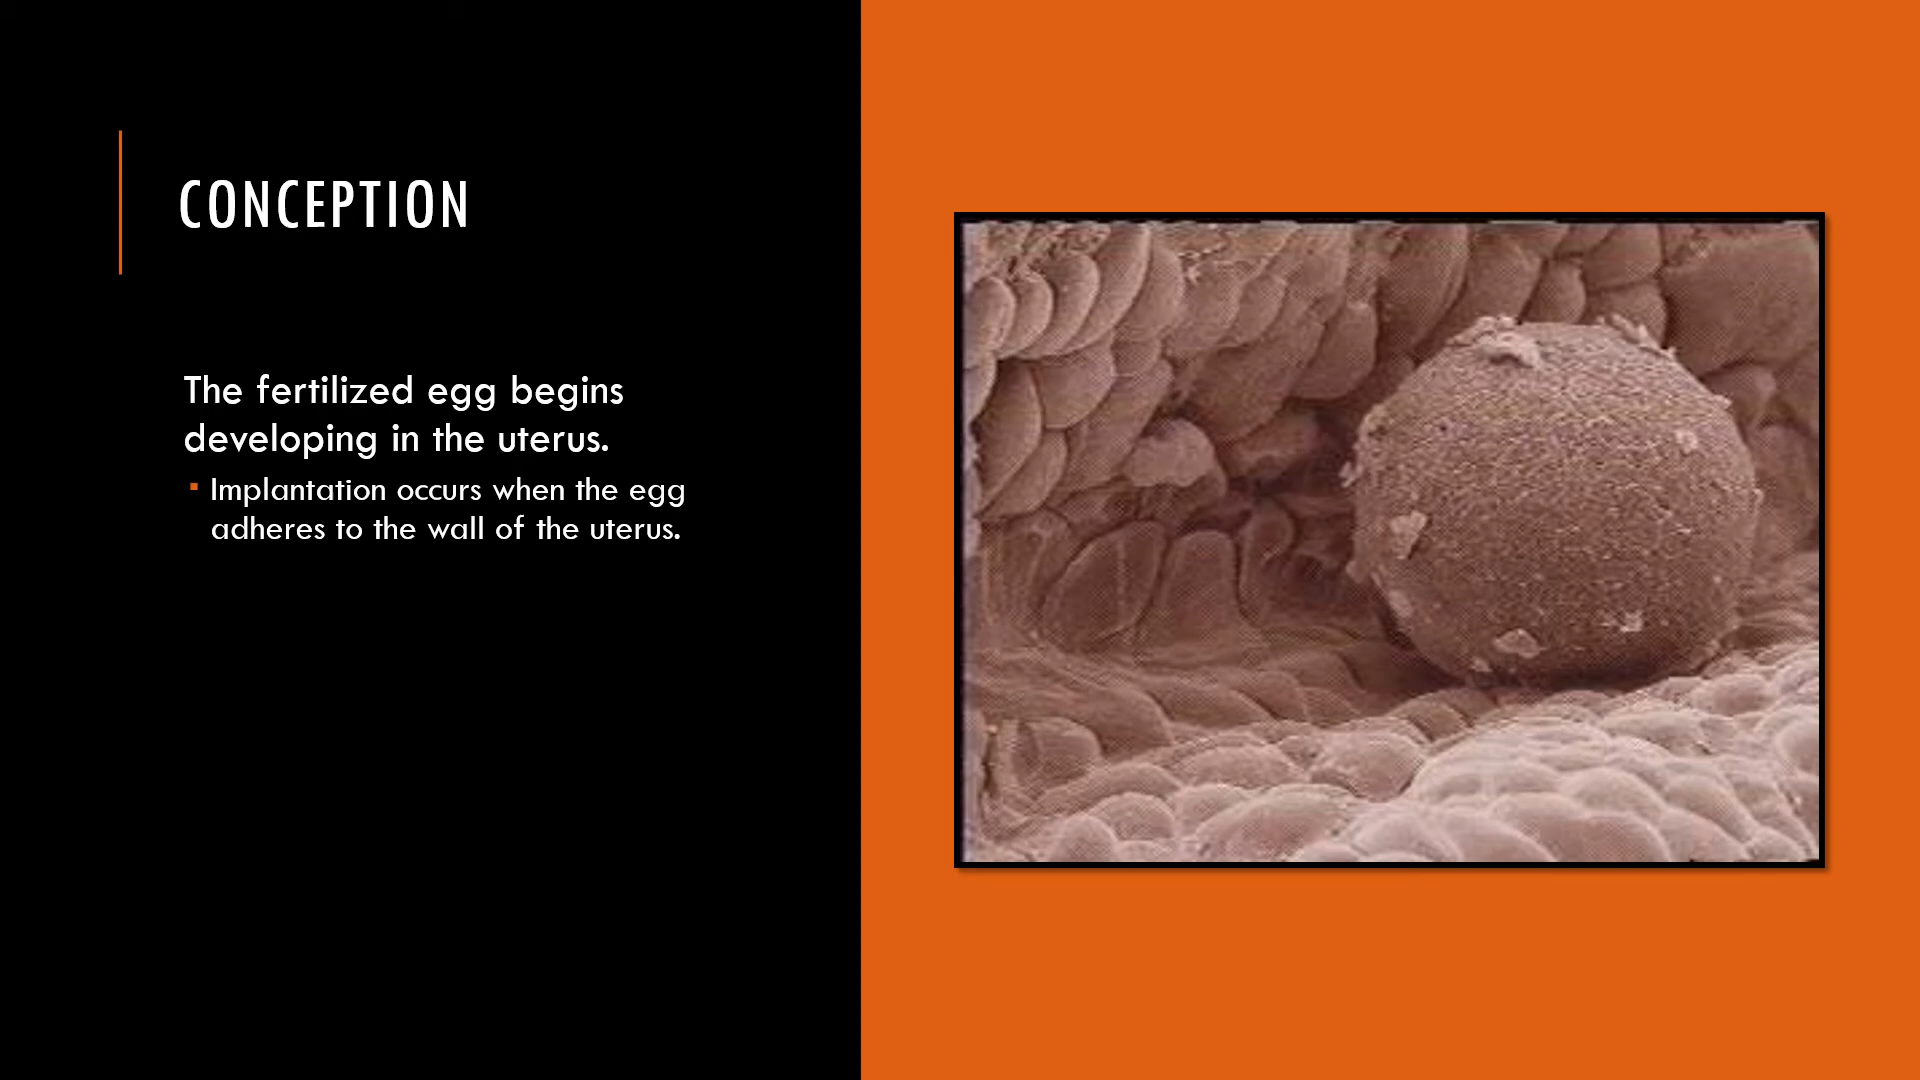 CONCEPTION
The fertilized egg begins
developing in the uterus.
▪ Implantation occurs when the egg
adheres to the wall of the uterus.